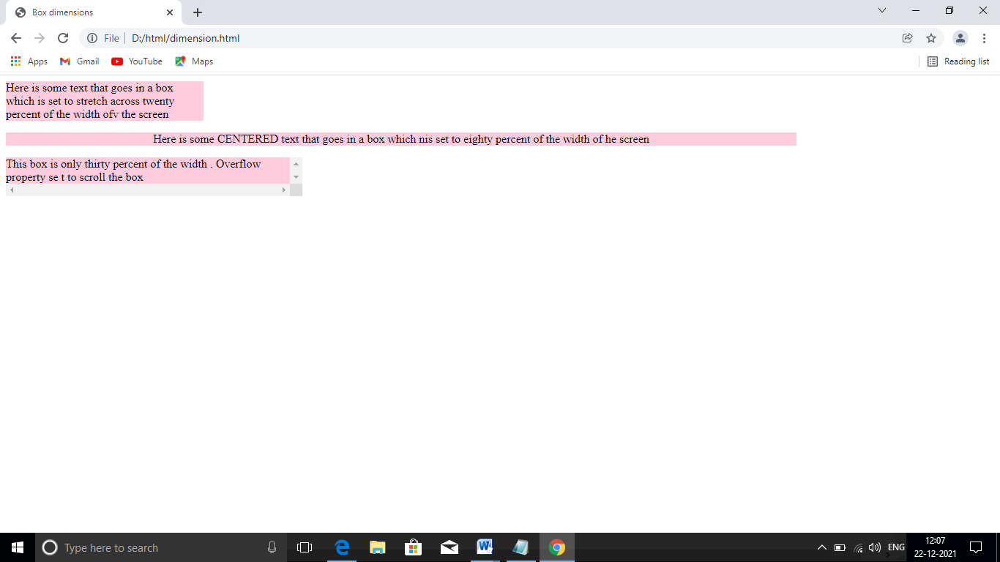 Box dimensions
File
D:/html/dimension.html
Apps
Gmail
YouTube
Maps
Reading list
Here is some text that goes in a box
which is set to stretch across twenty
percent of the width ofv the screen
Here is some CENTERED text that goes in a box which nis set to eighty percent of the width of he screen
This box is only thirty percent of the width . Overflow
property se t to scroll the box
Type here to search
ENG
12:07
22-12-2021